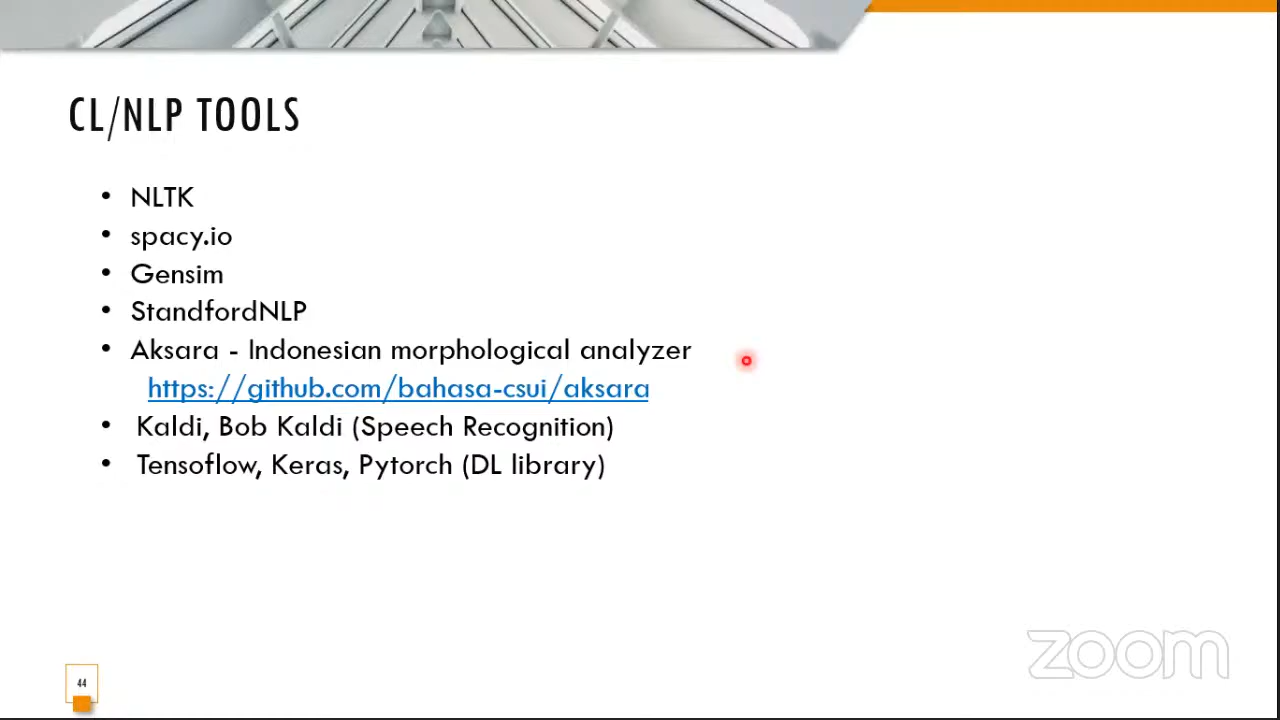 CL/NLP TOOLS
• NLTK
• spacy.io
• Gensim
• StandfordNLP
• Aksara - Indonesian morphological analyzer
https://github.com/bahasa-csui/aksara
• Kaldi, Bob Kaldi (Speech Recognition)
• Tensoflow, Keras, Pytorch (DL library)
zoom
44